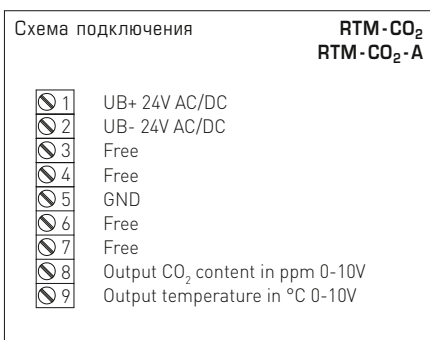 Схема подключения RTM-CO₂
RTM-CO₂-A
1 UB+ 24V AC/DC
2 UB- 24V AC/DC
3 Free
4 Free
5 GND
6 Free
7 Free
8 Output CO₂ content in ppm 0-10V
9 Output temperature in °C 0-10V